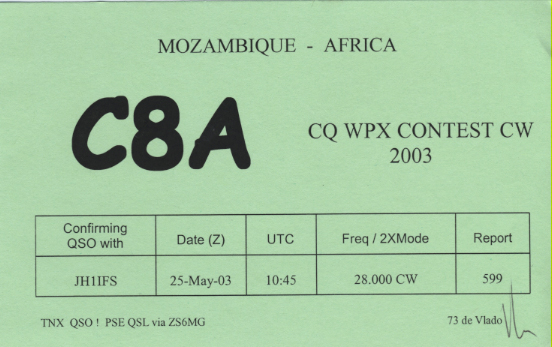 MOZAMBIQUE - AFRICA
C8A
CQ WPX CONTEST CW
2003
Confirming QSO with Date (Z) UTC Freq / 2XMode Report
JH1IFS 25-May-03 10:45 28.000 CW 599
TNX QSO ! PSE QSL via ZS6MG 73 de Vlado